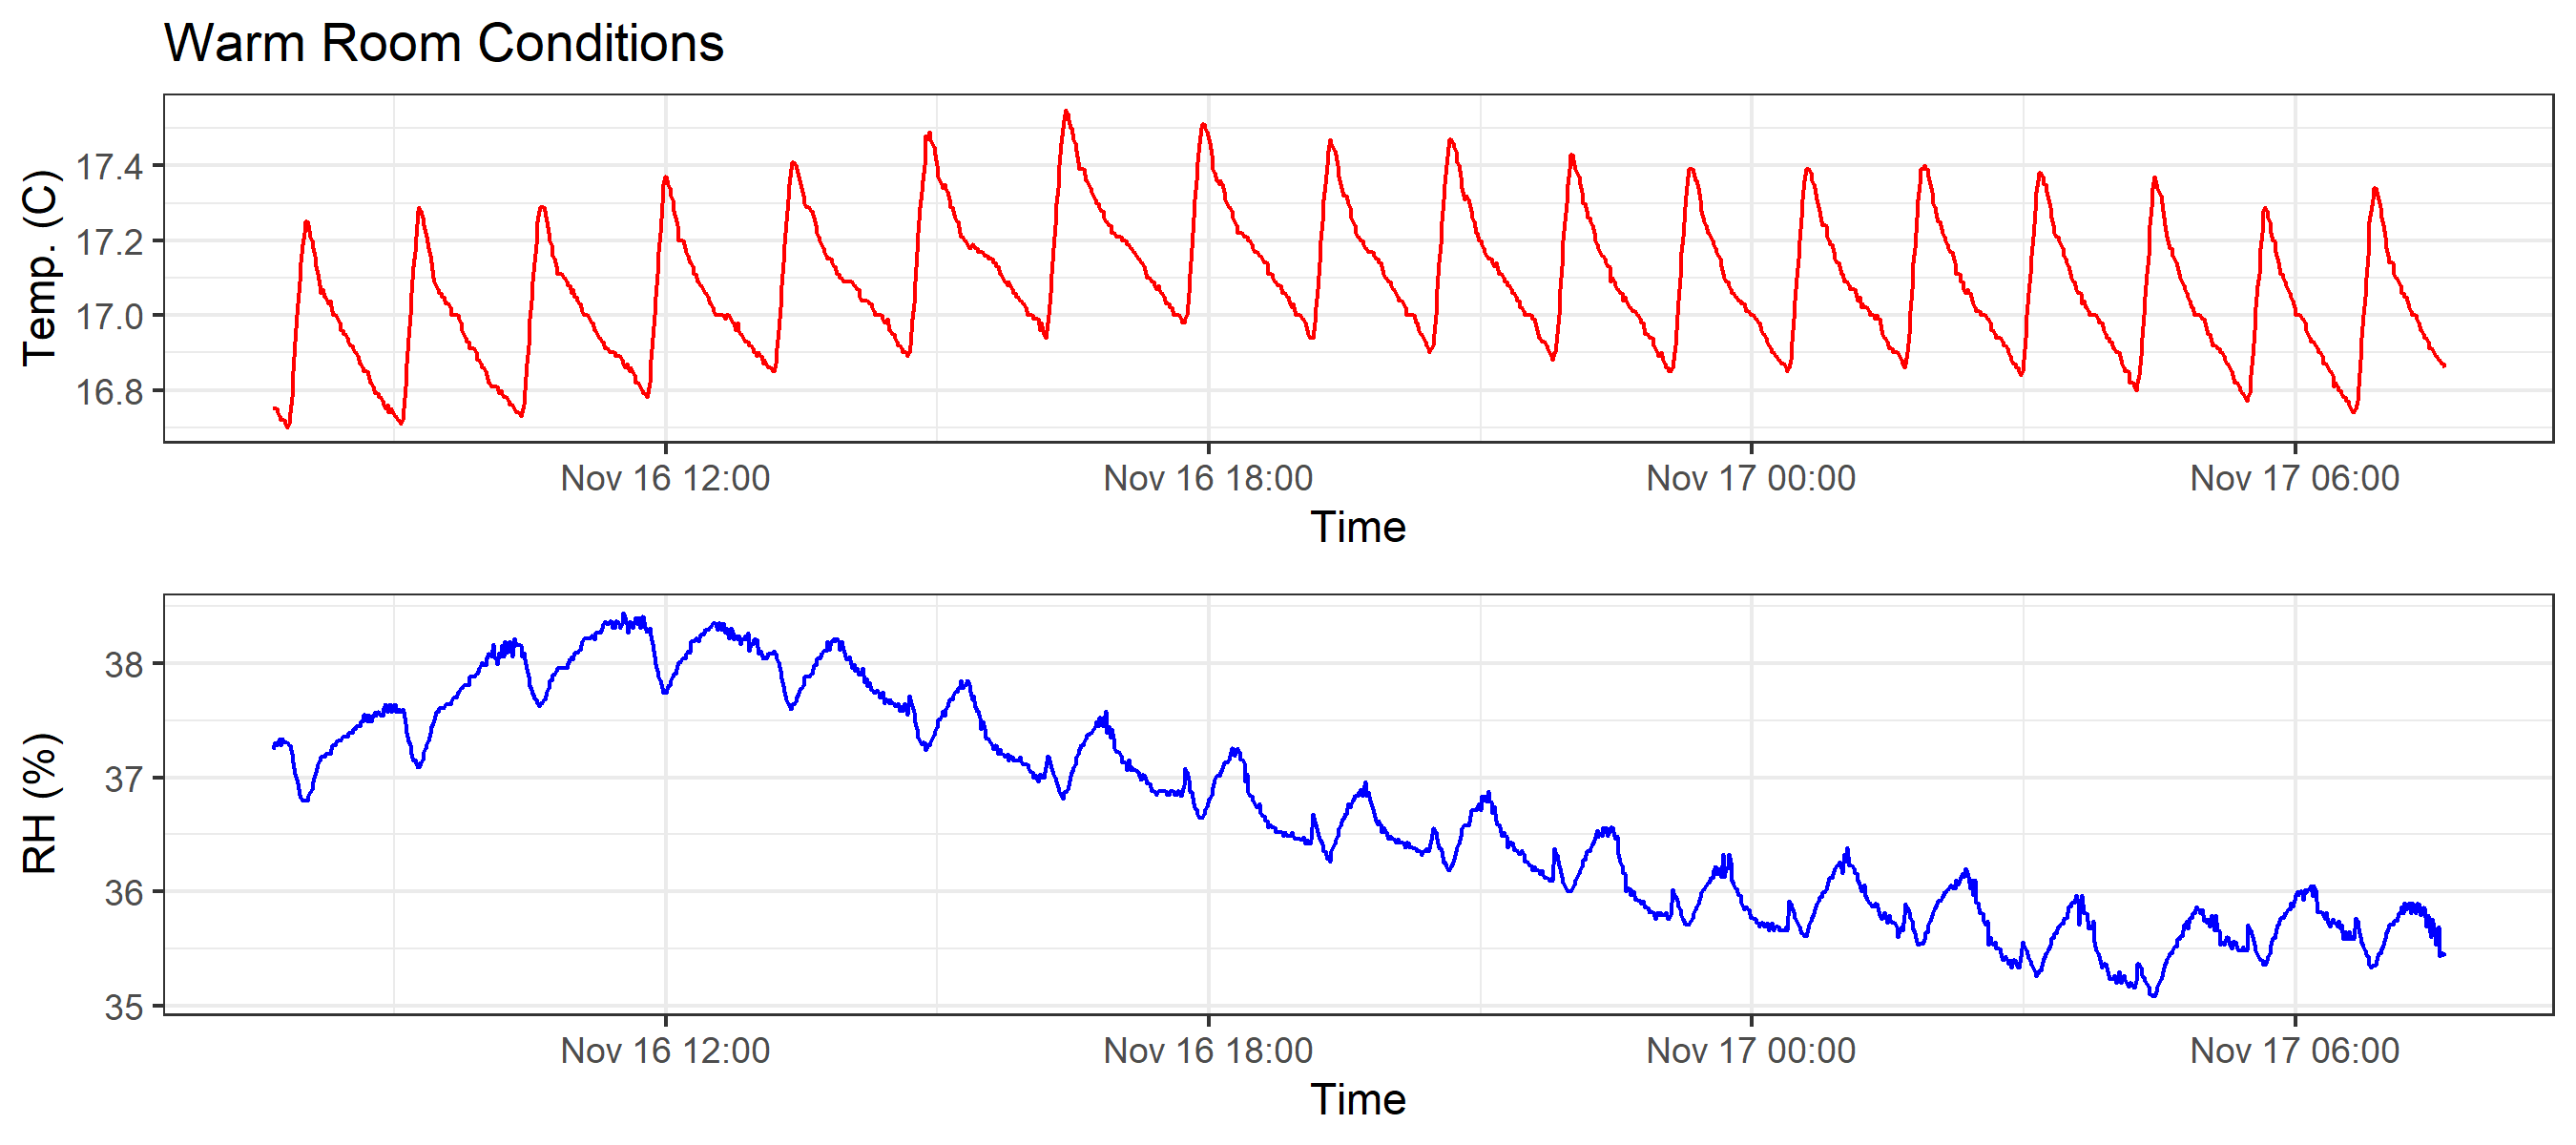 Warm Room Conditions
Temp. (C)
17.4
17.2
17.0
16.8
Nov 16 12:00 Nov 16 18:00 Nov 17 00:00 Nov 17 06:00
Time
RH (%)
38
37
36
35
Nov 16 12:00 Nov 16 18:00 Nov 17 00:00 Nov 17 06:00
Time